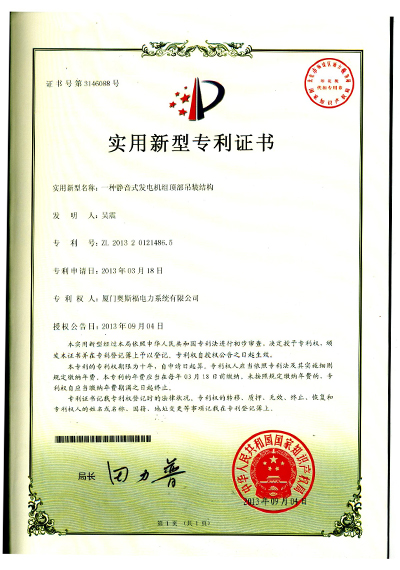 证书号第3146088号
实用新型专利证书
实用新型名称：一种静音式发电机组顶部吊装结构
发 明 人：吴震
专 利 号：ZL 2013 2 0121486.5
专利申请日：2013年03月18日
专 利 权 人：厦门奥斯福电力系统有限公司
授权公告日：2013年09月04日
本实用新型经过本局依照中华人民共和国专利法进行初步审查，决定授予专利权，颁
发本证书并在专利登记簿上予以登记。专利权自授权公告之日起生效。
本专利的专利权期限为十年，自申请日起算。专利权人应当依照专利法及其实施细则
规定缴纳年费。本专利的年费应当在每年03月18日前缴纳。未按照规定缴纳年费的，专利
权自应当缴纳年费期满之日起终止。
专利证书记载专利权登记时的法律状况。专利权的转移、质押、无效、终止、恢复和
专利权人的姓名或名称、国籍、地址变更等事项记载在专利登记簿上。
局长 田力普
中华人民共和国国家知识产权局
2013年09月04日
第1页（共1页）